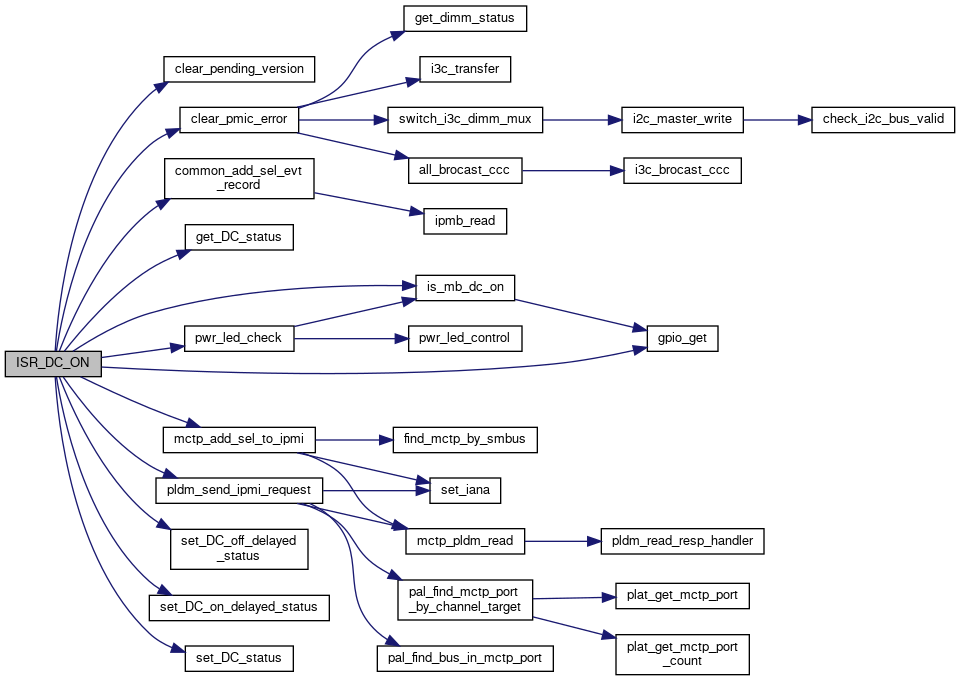 get_dimm_status
clear_pending_version
i3c_transfer
clear_pmic_error
switch_i3c_dimm_mux
i2c_master_write
check_i2c_bus_valid
all_brocast_ccc
i3c_brocast_ccc
common_add_sel_evt
_record
ipmb_read
get_DC_status
is_mb_dc_on
pwr_led_check
pwr_led_control
gpio_get
ISR_DC_ON
mctp_add_sel_to_ipmi
find_mctp_by_smbus
pldm_send_ipmi_request
set_iana
set_DC_off_delayed
_status
mctp_pldm_read
pldm_read_resp_handler
pal_find_mctp_port
_by_channel_target
plat_get_mctp_port
set_DC_on_delayed_status
plat_get_mctp_port
_count
set_DC_status
pal_find_bus_in_mctp_port